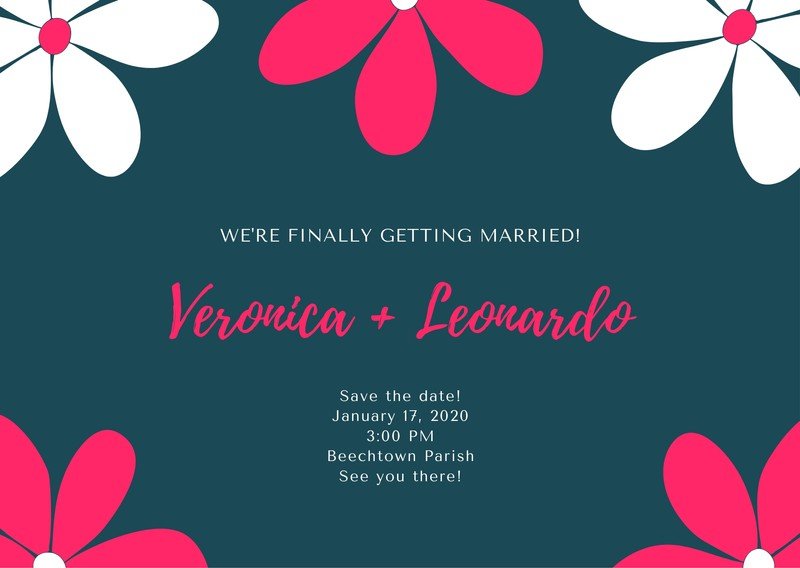 WE'RE FINALLY GETTING MARRIED!
Veronica + Leonardo
Save the date!
January 17, 2020
3:00 PM
Beechtown Parish
See you there!